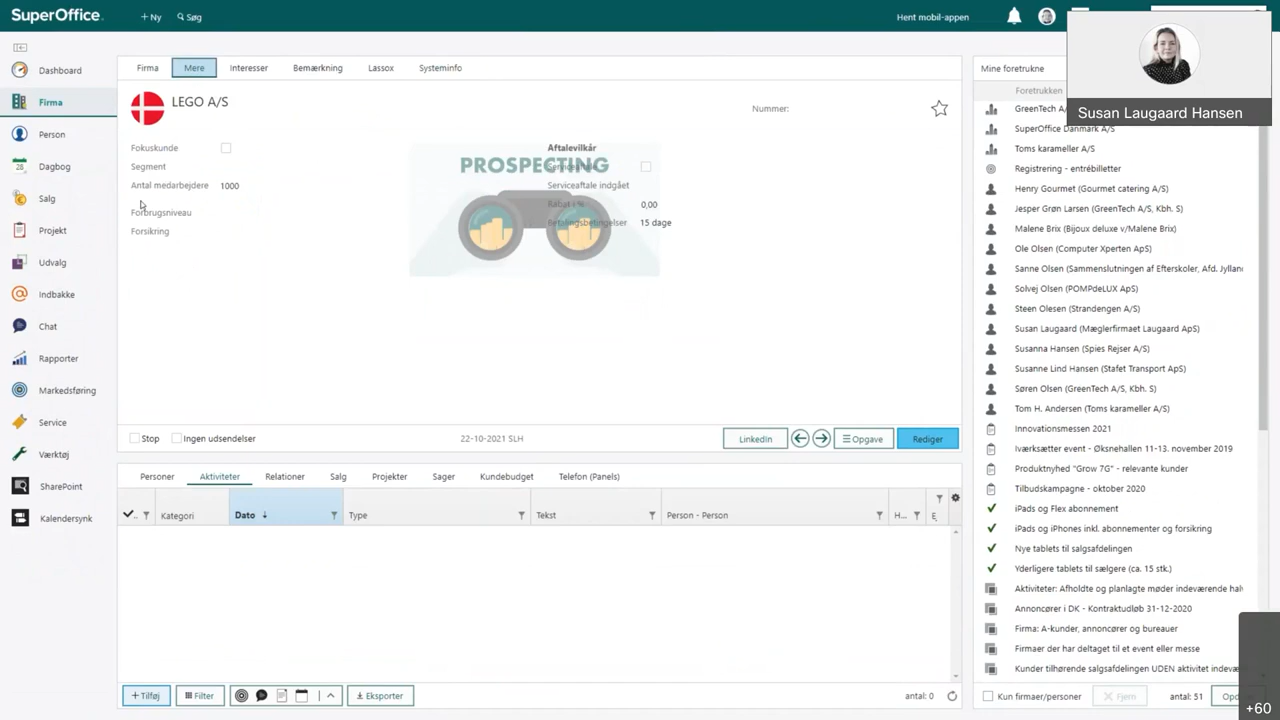 SuperOffice
+ Ny
Søg
Hent mobil-appen
Dashboard
Firma
Person
28
Dagbog
Salg
Projekt
Udvalg
Indbakke
Chat
Rapporter
Markedsføring
Service
Værktøj
SharePoint
Kalendersynk
Firma
Mere
Interesser
Bemærkning
Lassox
Systeminfo
LEGO A/S
Nummer:
Fokuskunde
Segment
Antal medarbejdere 1000
Forbrugsniveau
Forsikring
PROSPECTING
Aftalevilkår
Serviceaftale indgået
Rabat i % 0,00
Betalingsbetingelser 15 dage
Stop
Ingen udsendelser
22-10-2021 SLH
LinkedIn
Opgave
Rediger
Personer
Aktiviteter
Relationer
Salg
Projekter
Sager
Kundebudget
Telefon (Panels)
Kategori
Dato
Type
Tekst
Person - Person
H...
E,
+ Tilføj
Filter
Eksporter
antal: 0
Mine foretrukne
Foretrukken
GreenTech A/
SuperOffice Danmark A/S
Toms karameller A/S
Registrering - entrébilletter
Henry Gourmet (Gourmet catering A/S)
Jesper Grøn Larsen (GreenTech A/S, Kbh. S)
Malene Brix (Bijoux deluxe v/Malene Brix)
Ole Olsen (Computer Xperten ApS)
Sanne Olsen (Sammenslutningen af Efterskoler, Afd. Jyllan
Solvej Olsen (POMPdeLUX ApS)
Steen Olesen (Strandengen A/S)
Susan Laugaard (Mæglerfirmaet Laugaard ApS)
Susanna Hansen (Spies Rejser A/S)
Susanne Lind Hansen (Stafet Transport ApS)
Søren Olsen (GreenTech A/S, Kbh. S)
Tom H. Andersen (Toms karameller A/S)
Innovationsmessen 2021
Iværksætter event - Øksnehallen 11-13. november 2019
Produktnyhed "Grow 7G" - relevante kunder
Tilbudskampagne - oktober 2020
iPads og Flex abonnement
iPads og iPhones inkl. abonnementer og forsikring
Nye tablets til salgsafdelingen
Yderligere tablets til sælgere (ca. 15 stk.)
Aktiviteter: Afholdte og planlagte møder indeværende hal
Annoncører i DK - Kontraktudløb 31-12-2020
Firma: A-kunder, annoncører og bureauer
Firmaer der har deltaget til et event eller messe
Kunder tilhørende salgsafdelingen UDEN aktivitet indevæ
Kun firmaer/personer
Fjern
antal: 51
Susan Laugaard Hansen
+60